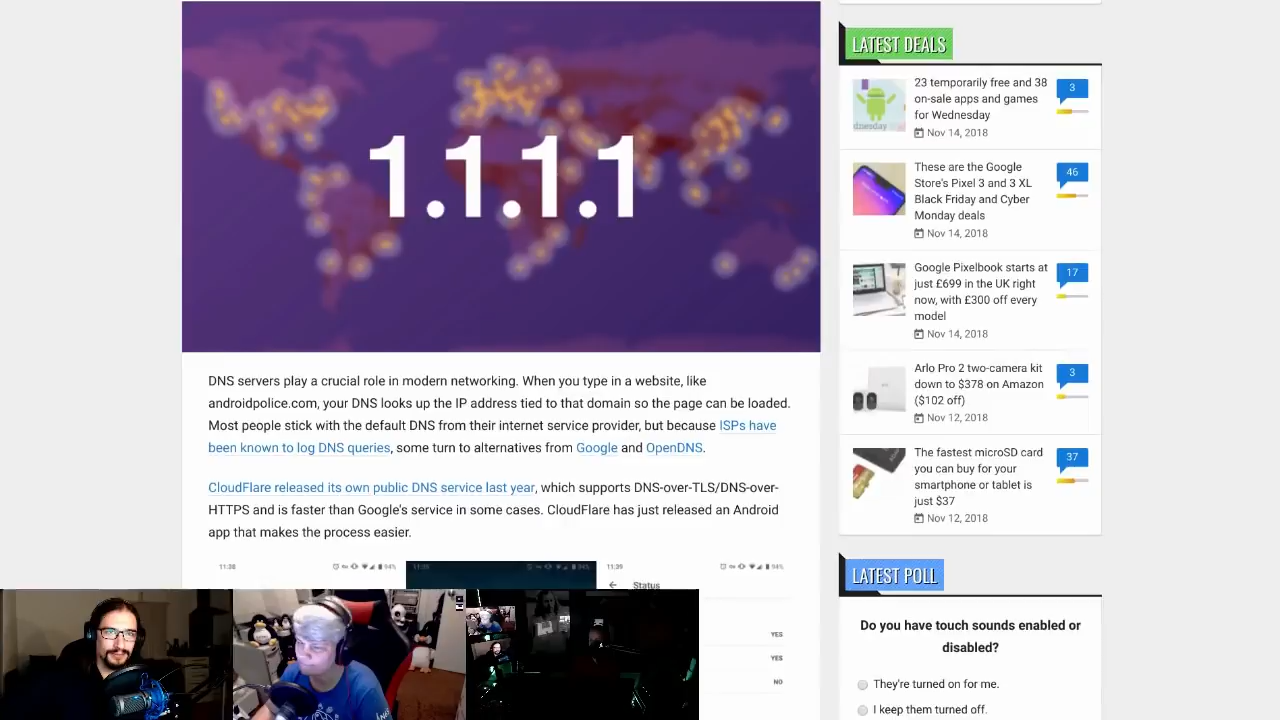 1.1.1.1
DNS servers play a crucial role in modern networking. When you type in a website, like
androidpolice.com, your DNS looks up the IP address tied to that domain so the page can be loaded.
Most people stick with the default DNS from their internet service provider, but because ISPs have
been known to log DNS queries, some turn to alternatives from Google and OpenDNS.
CloudFlare released its own public DNS service last year, which supports DNS-over-TLS/DNS-over-
HTTPS and is faster than Google's service in some cases. CloudFlare has just released an Android
app that makes the process easier.
11:38
94%
11:39
94%
11:39
94%
Status
YES
YES
NO
LATEST DEALS
23 temporarily free and 38
on-sale apps and games
for Wednesday
Nov 14, 2018
3
dnesday
These are the Google
Store's Pixel 3 and 3 XL
Black Friday and Cyber
Monday deals
Nov 14, 2018
46
Google Pixelbook starts at
just £699 in the UK right
now, with £300 off every
model
Nov 14, 2018
17
Arlo Pro 2 two-camera kit
down to $378 on Amazon
($102 off)
Nov 12, 2018
3
The fastest microSD card
you can buy for your
smartphone or tablet is
just $37
Nov 12, 2018
37
LATEST POLL
Do you have touch sounds enabled or
disabled?
They're turned on for me.
I keep them turned off.